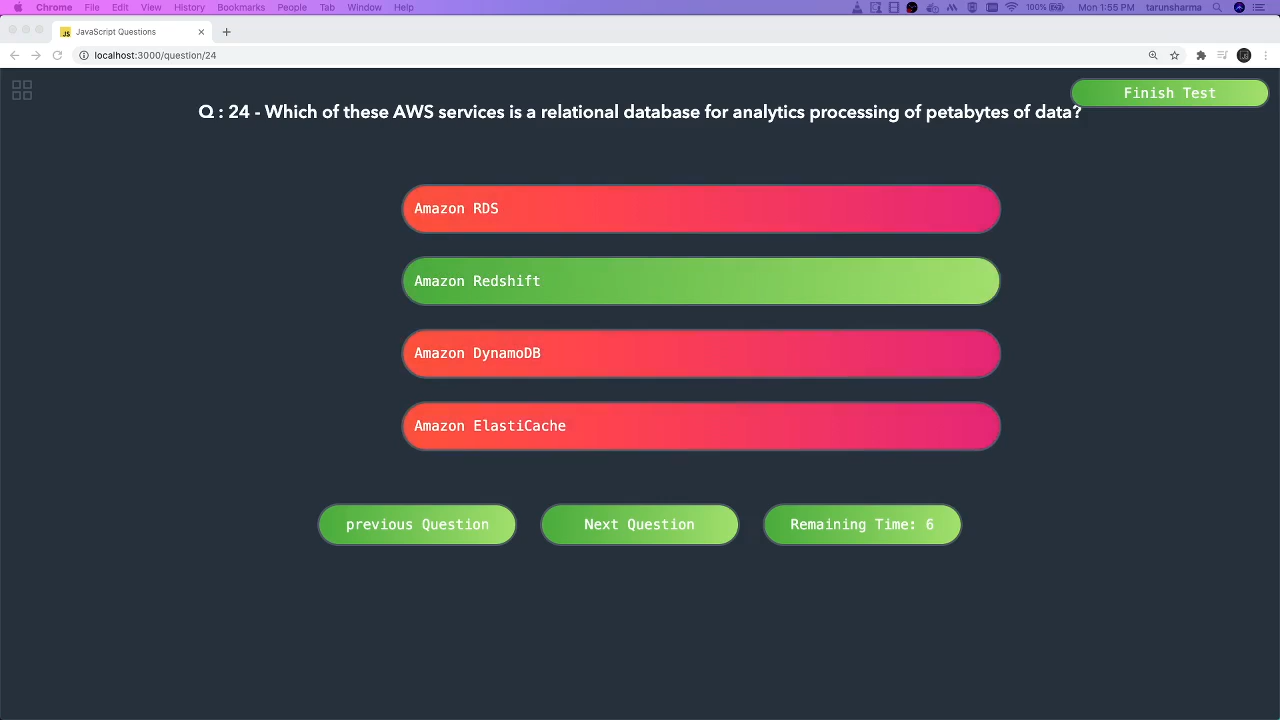 Chrome File Edit View History Bookmarks People Tab Window Help 100% Mon 1:55 PM tarunsharma
JS JavaScript Questions
localhost:3000/question/24
Finish Test
Q : 24 - Which of these AWS services is a relational database for analytics processing of petabytes of data?
Amazon RDS
Amazon Redshift
Amazon DynamoDB
Amazon ElastiCache
previous Question Next Question Remaining Time: 6